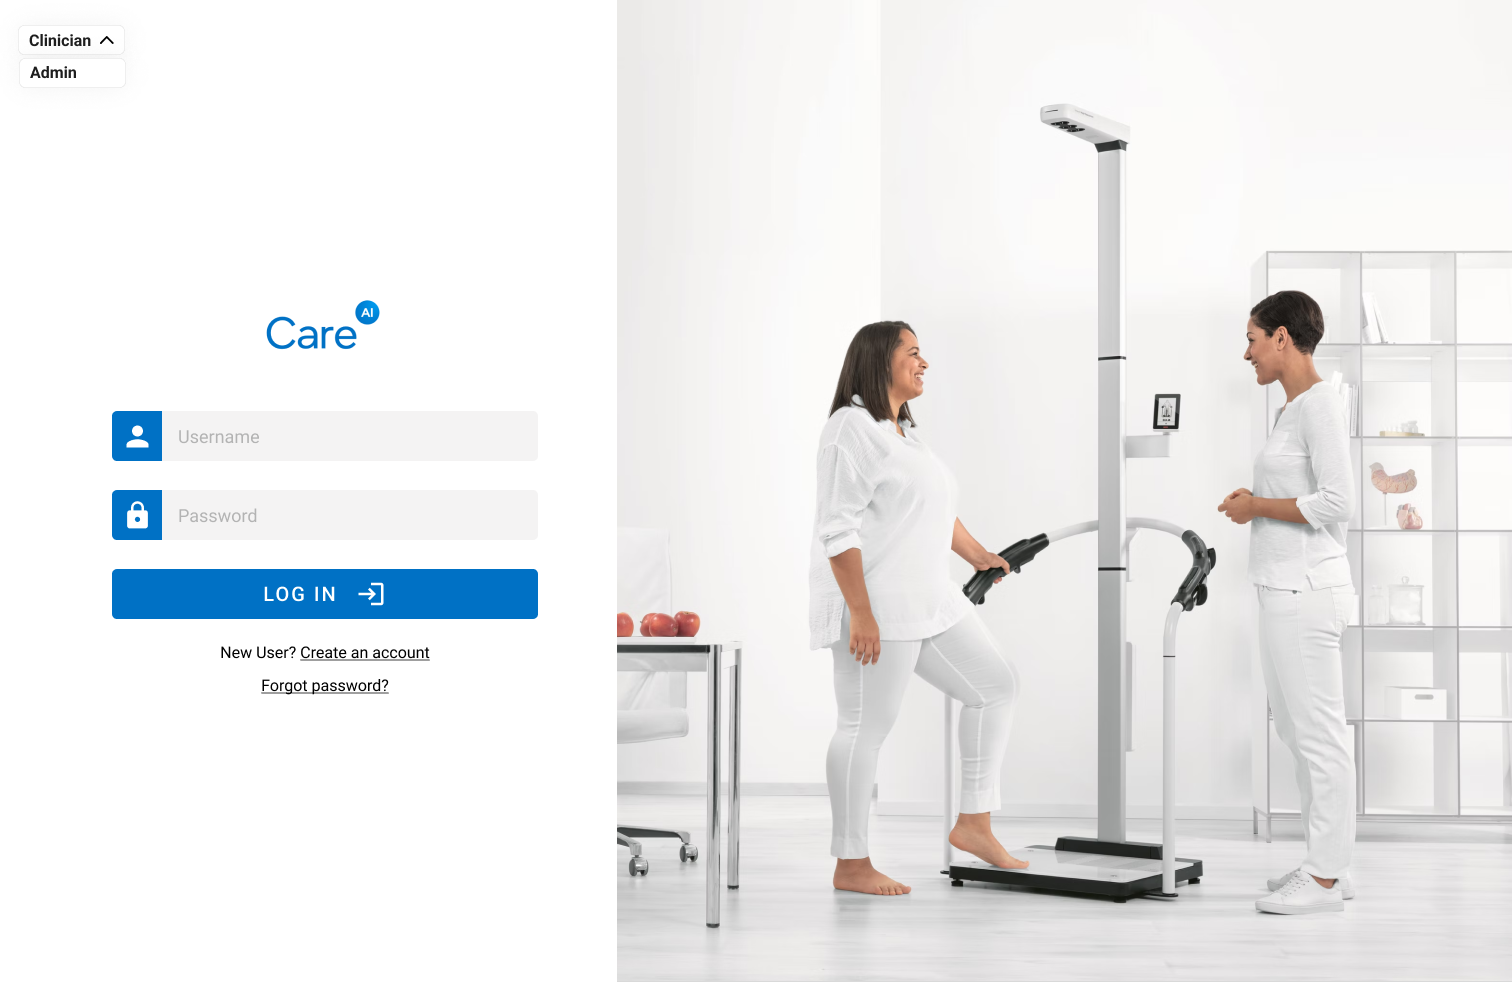 Clinician
Admin
Care AI
Username
Password
LOG IN
New User? Create an account
Forgot password?